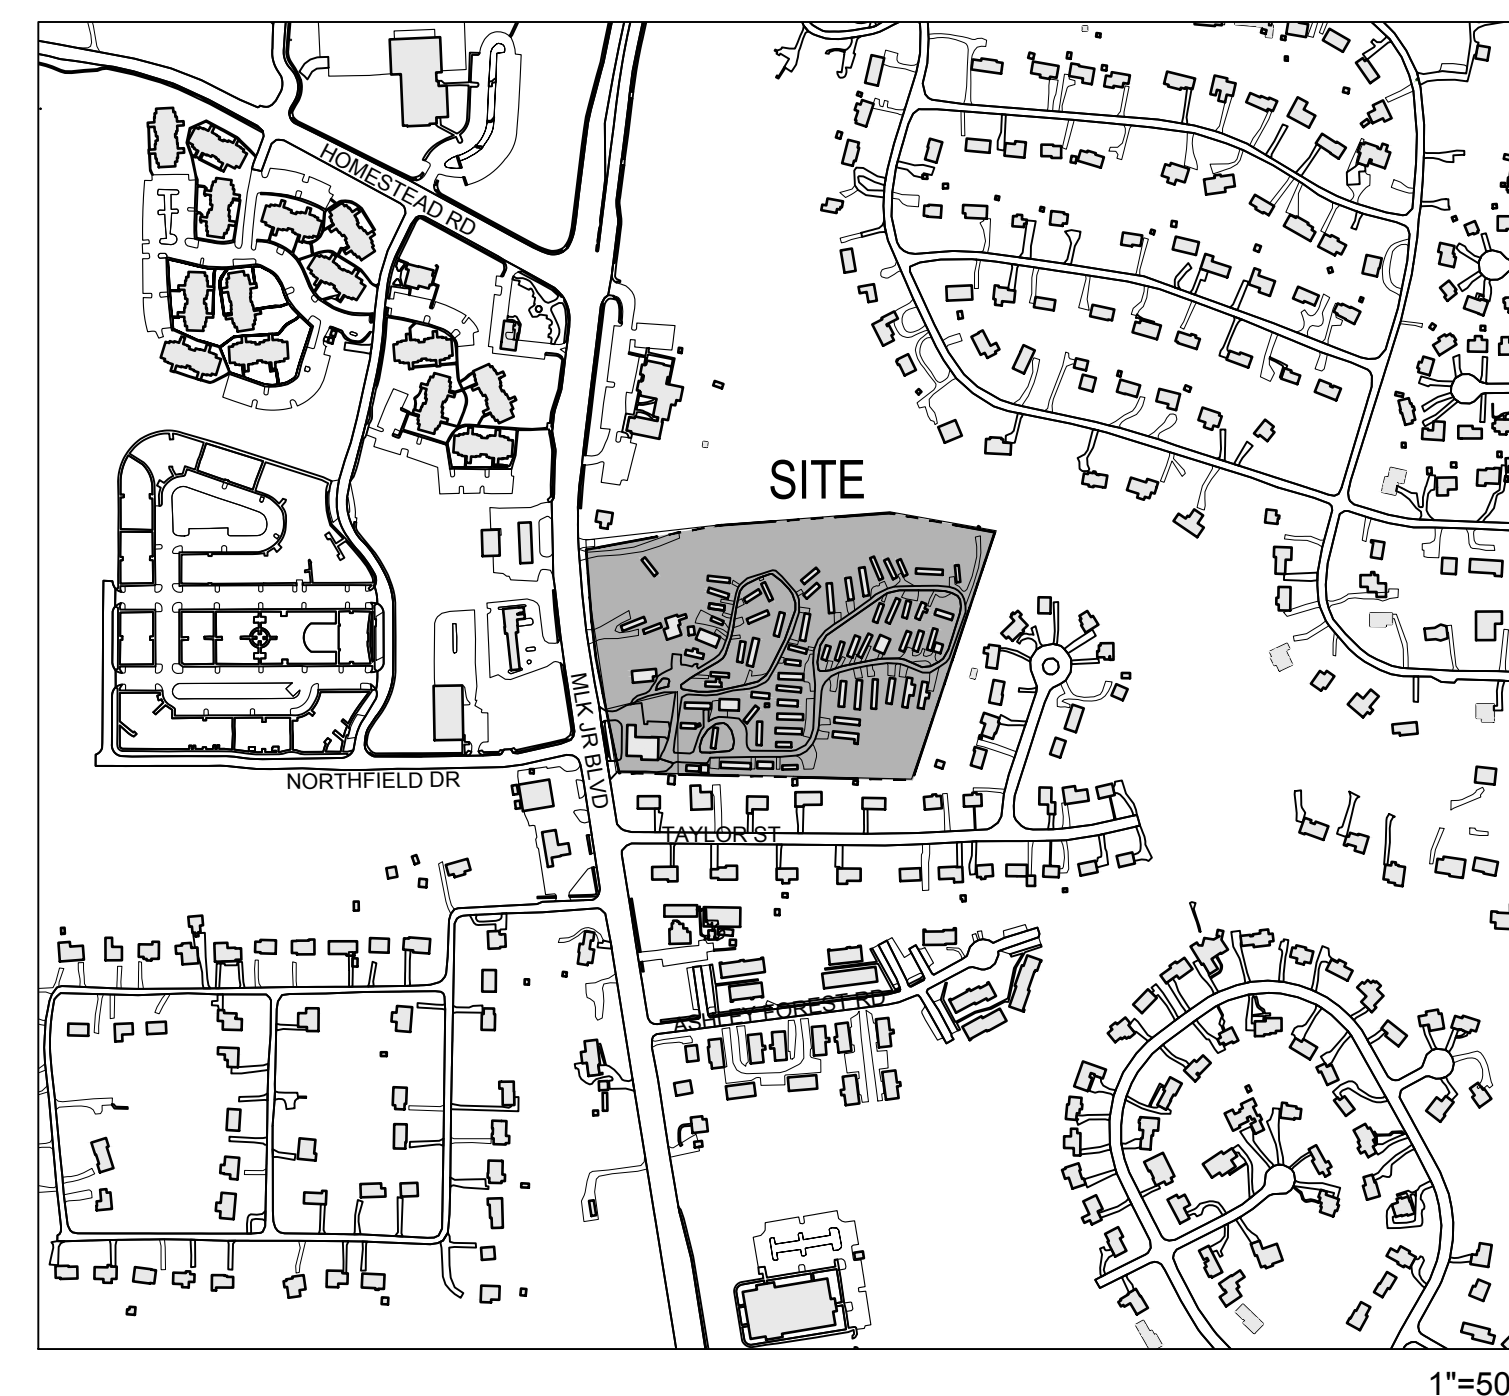 HOMESTEAD RD
SITE
MLK JR BLVD
NORTHFIELD DR
TAYLOR ST
ASHLEY FOREST RD
1"=50